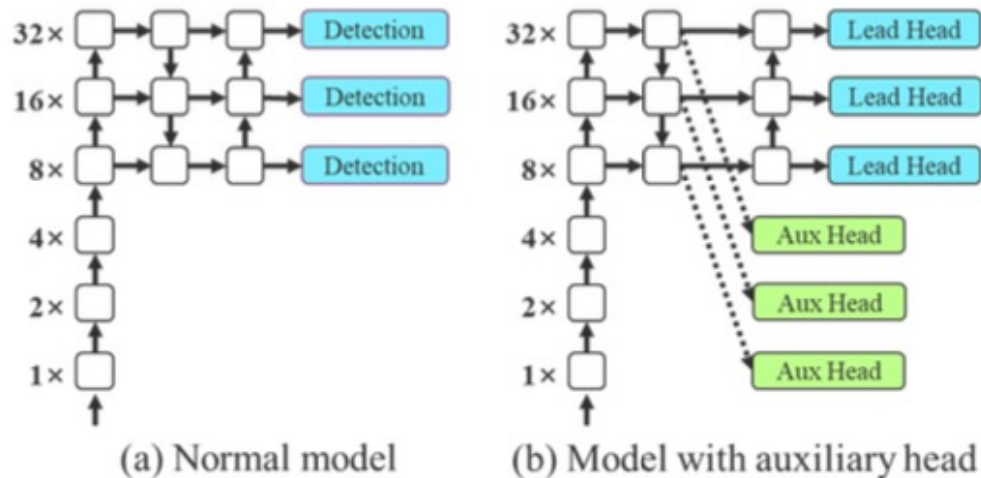 32× Detection
16× Detection
8× Detection
4×
2×
1×
(a) Normal model
32× Lead Head
16× Lead Head
8× Lead Head
4× Aux Head
2× Aux Head
1× Aux Head
(b) Model with auxiliary head